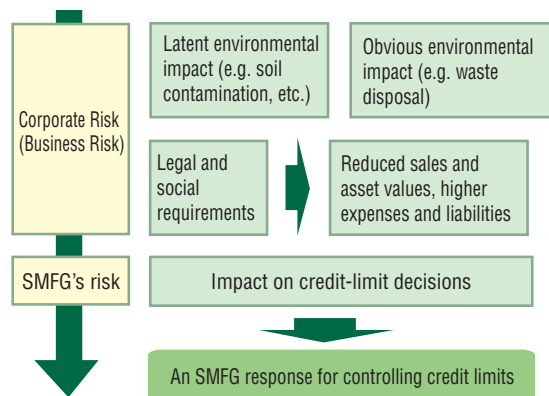 Corporate Risk
(Business Risk)
Latent environmental
impact (e.g. soil
contamination, etc.)
Obvious environmental
impact (e.g. waste
disposal)
Legal and
social
requirements
Reduced sales and
asset values, higher
expenses and liabilities
SMFG's risk
Impact on credit-limit decisions
An SMFG response for controlling credit limits